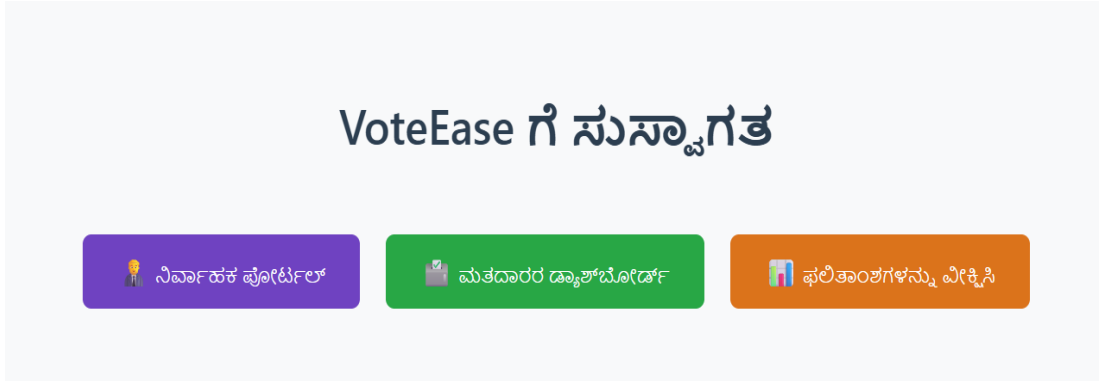 VoteEase ಗೆ ಸುಸ್ವಾಗತ
ನಿರ್ವಾಹಕ ಪೋರ್ಟಲ್ ಮತದಾರರ ಡ್ಯಾಶ್‌ಬೋರ್ಡ್ ಫಲಿತಾಂಶಗಳನ್ನು ವೀಕ್ಷಿಸಿ